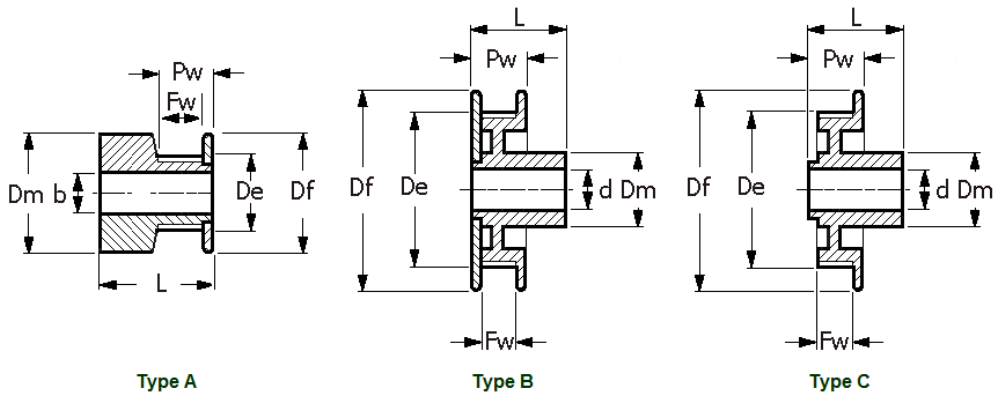 Pw
Fw
Dm b De Df
L
Type A
L
Pw
Df De d Dm
Fw
Type B
L
Pw
Df De d Dm
Fw
Type C